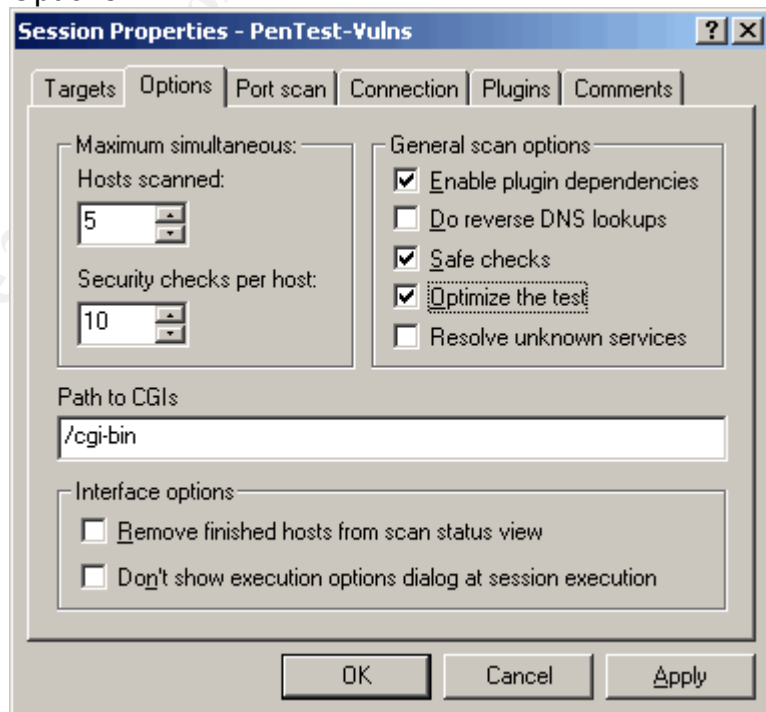 Session Properties - PenTest-Vulns
Targets
Options
Port scan
Connection
Plugins
Comments
Maximum simultaneous:
Hosts scanned:
5
Security checks per host:
10
General scan options
Enable plugin dependencies
Do reverse DNS lookups
Safe checks
Optimize the test
Resolve unknown services
Path to CGIs
/cgi-bin
Interface options
Remove finished hosts from scan status view
Don't show execution options dialog at session execution
OK
Cancel
Apply